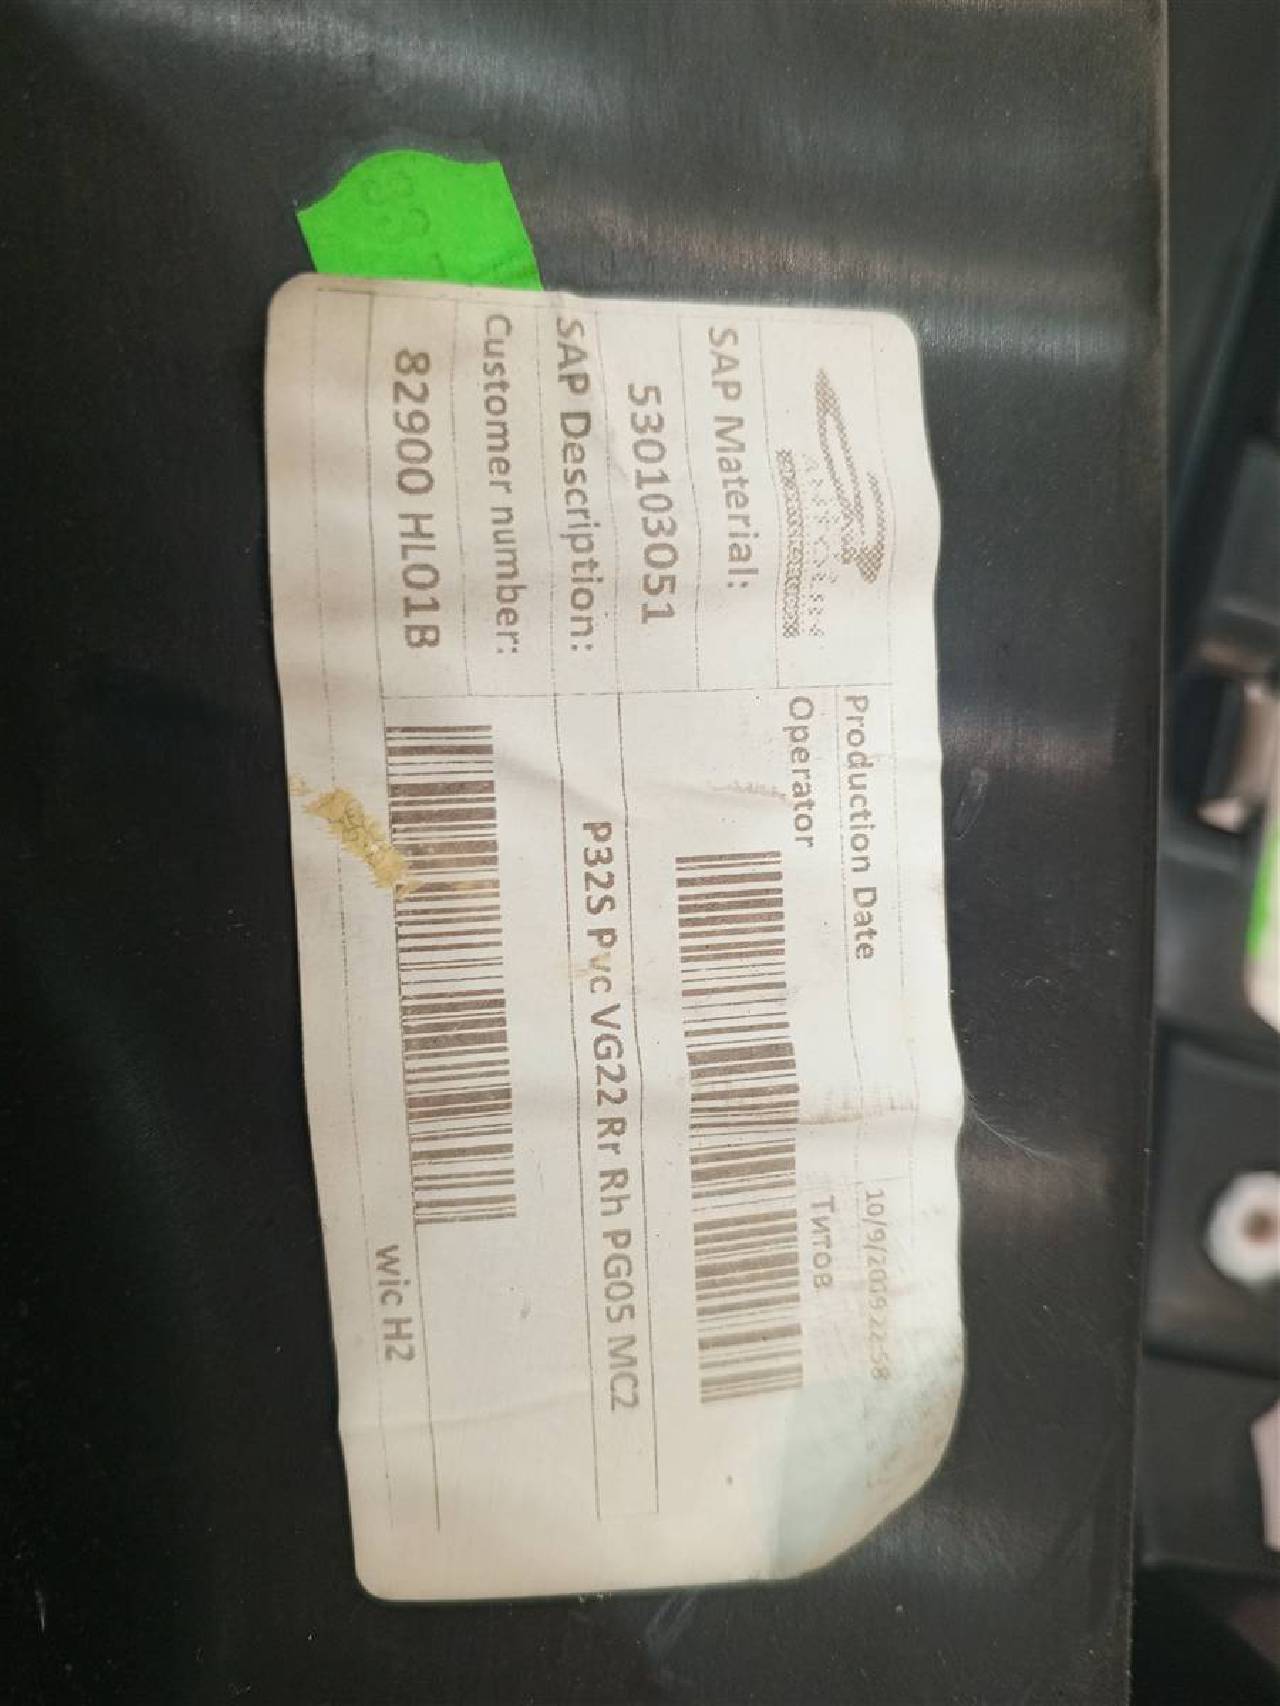 Production Date 10/9/2009 22:58
Operator Титов
SAP Material:
530103051
SAP Description: P32S Pvc VG22 Rr Rh PG05 MC2
Customer number:
82900 HL01B
wic H2